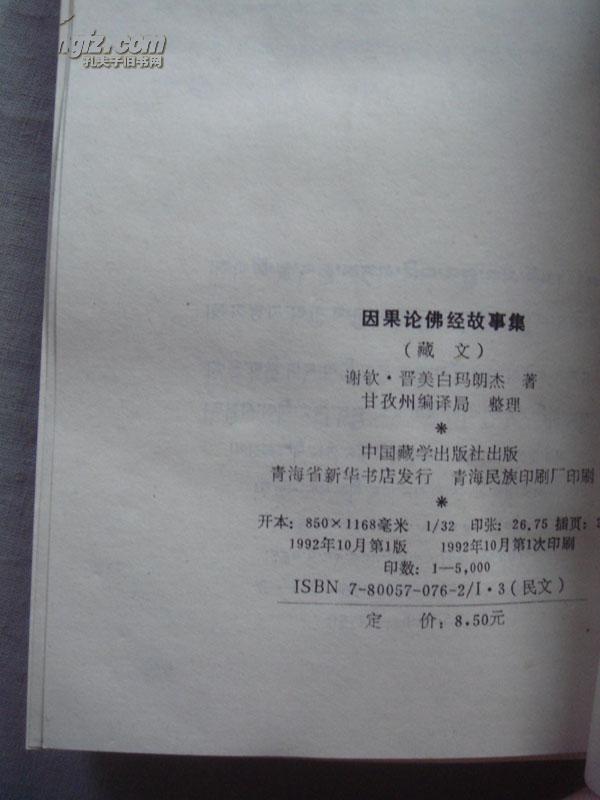 ngiz.com
孔夫子旧书网
因果论佛经故事集
(藏 文)
谢钦·晋美白玛朗杰 著
甘孜州编译局 整理
*
中国藏学出版社出版
青海省新华书店发行 青海民族印刷厂印刷
*
开本: 850×1168毫米 1/32 印张: 26.75 插页:
1992年10月第1版 1992年10月第1次印刷
印数: 1—5,000
ISBN 7-80057-076-2/I·3(民文)
定 价: 8.50元